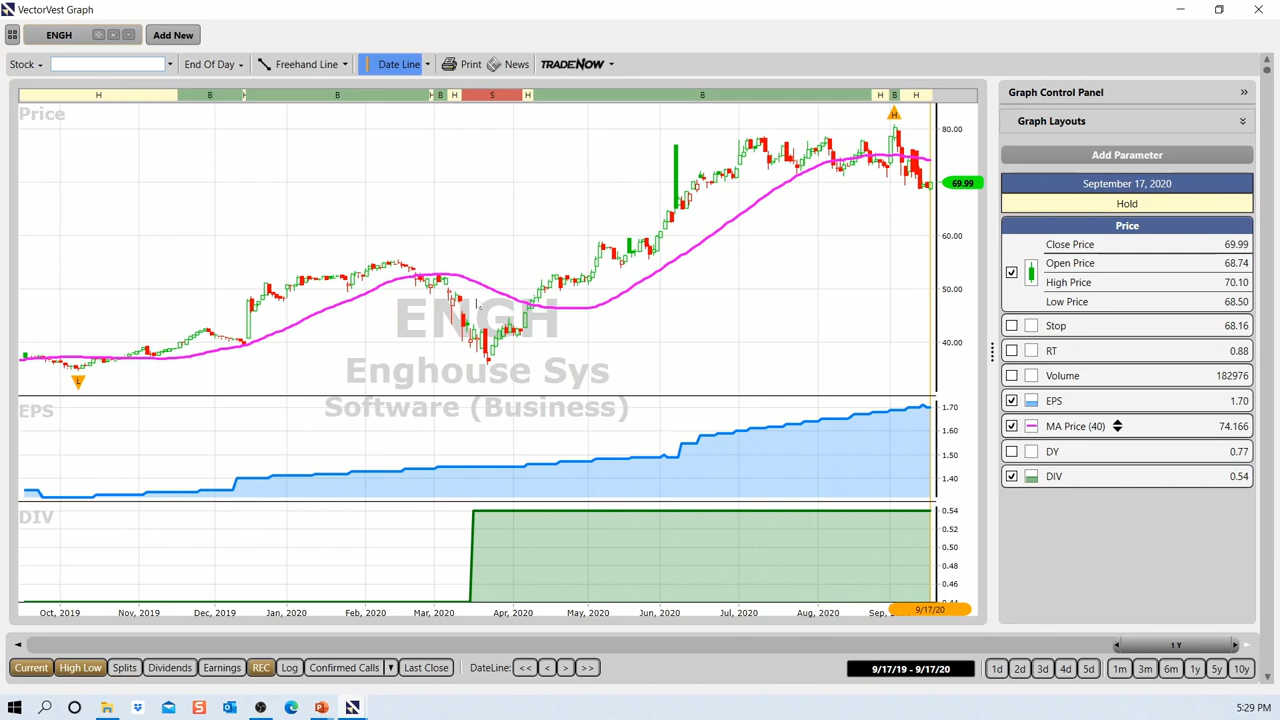 VectorVest Graph
ENGH
Add New
Stock
End Of Day
Freehand Line
Date Line
Print
News
TRADENOW
H B H B H B H S H B H B H
Price
H
80.00
69.99
60.00
50.00
40.00
L
ENGH
Enghouse Sys
Software (Business)
EPS
1.70
1.60
1.50
1.40
DIV
0.54
0.52
0.50
0.48
0.46
Oct, 2019 Nov, 2019 Dec, 2019 Jan, 2020 Feb, 2020 Mar, 2020 Apr, 2020 May, 2020 Jun, 2020 Jul, 2020 Aug, 2020 Sep, 9/17/20
Graph Control Panel
Graph Layouts
Add Parameter
September 17, 2020
Hold
Price
Close Price 69.99
Open Price 68.74
High Price 70.10
Low Price 68.50
Stop 68.16
RT 0.88
Volume 182976
EPS 1.70
MA Price (40) 74.166
DY 0.77
DIV 0.54
1 Y
Current High Low Splits Dividends Earnings REC Log Confirmed Calls Last Close DateLine: << < > >> 9/17/19 - 9/17/20 1d 2d 3d 4d 5d 1m 3m 6m 1y 5y 10y
5:29 PM